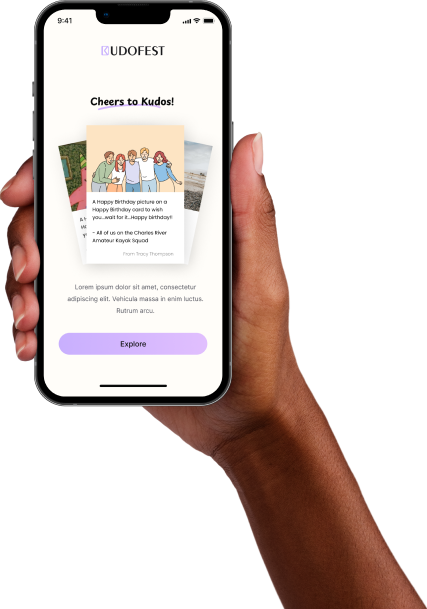 9:41
KUDOFEST
Cheers to Kudos!
A Happy Birthday picture on a
Happy Birthday card to wish
you...wait for it...Happy birthday!!
- All of us on the Charles River
Amateur Kayak Squad
From Tracy Thomsson
Lorem ipsum dolor sit amet, consectetur
adipiscing elit. Vehicula massa in enim luctus.
Rutrum arcu.
Explore